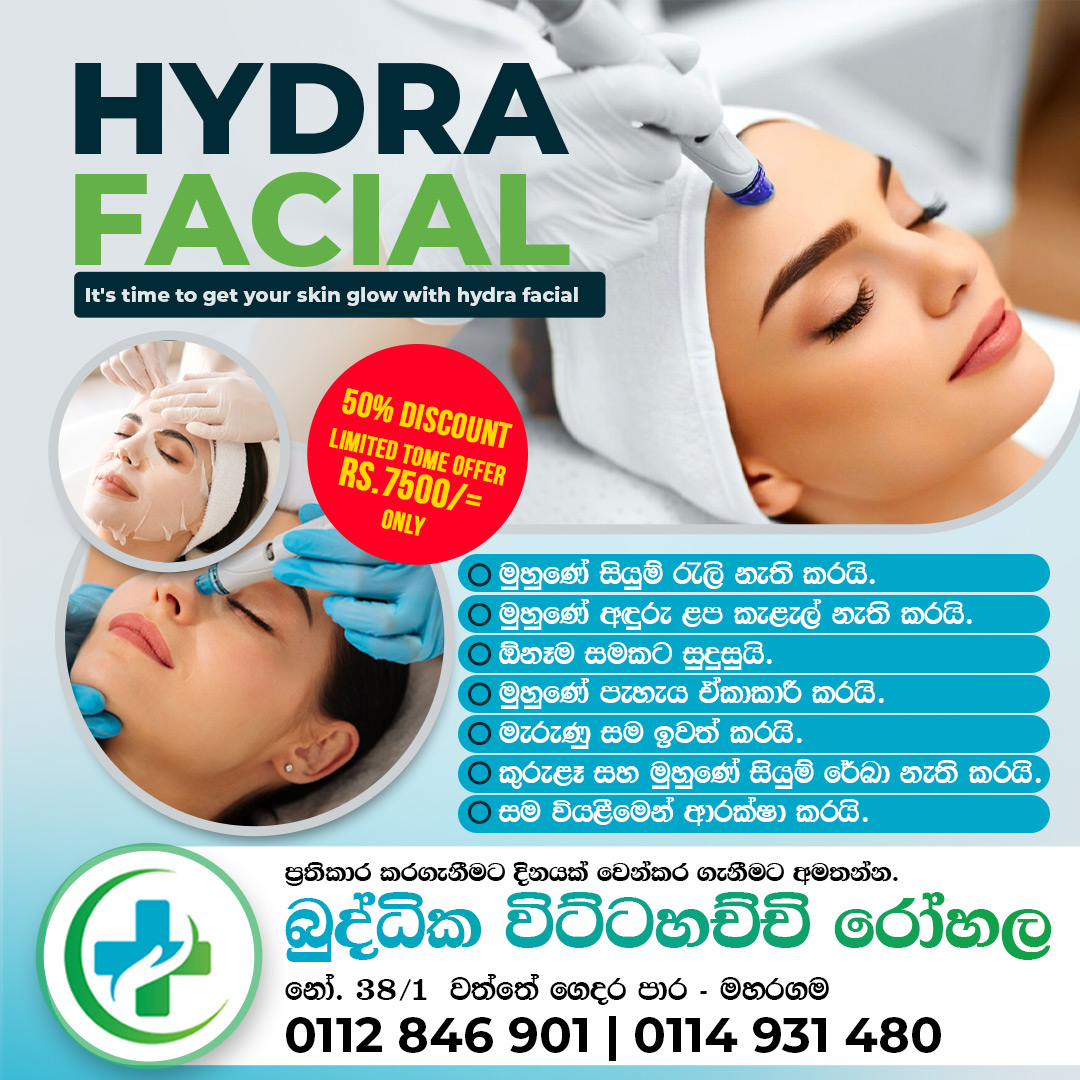 HYDRA
FACIAL
It's time to get your skin glow with hydra facial
50% DISCOUNT
LIMITED TOME OFFER
RS.7500/=
ONLY
මුහුණේ සියුම් රැලි නැති කරයි.
මුහුණේ අඳුරු ළප කැළැල් නැති කරයි.
ඕනෑම සමකට සුදුසුයි.
මුහුණේ පැහැය ඒකාකාරී කරයි.
මැරුණු සම ඉවත් කරයි.
කුරුළෑ සහ මුහුණේ සියුම් රේඛා නැති කරයි.
සම වියළීමෙන් ආරක්ෂා කරයි.
ප්‍රතිකාර කරගැනීමට දිනයක් වෙන්කර ගැනීමට අමතන්න.
බුද්ධික විට්ටහච්චි රෝහල
නෝ. 38/1 වත්තේ ගෙදර පාර - මහරගම
0112 846 901 | 0114 931 480